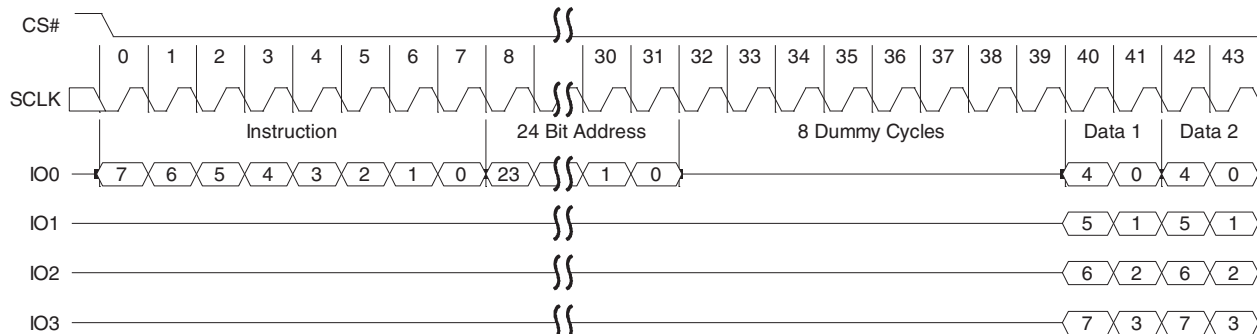 CS#
0 1 2 3 4 5 6 7 8 30 31 32 33 34 35 36 37 38 39 40 41 42 43
SCLK
Instruction 24 Bit Address 8 Dummy Cycles Data 1 Data 2
IO0 7 6 5 4 3 2 1 0 23 1 0 4 0 4 0
IO1 5 1 5 1
IO2 6 2 6 2
IO3 7 3 7 3